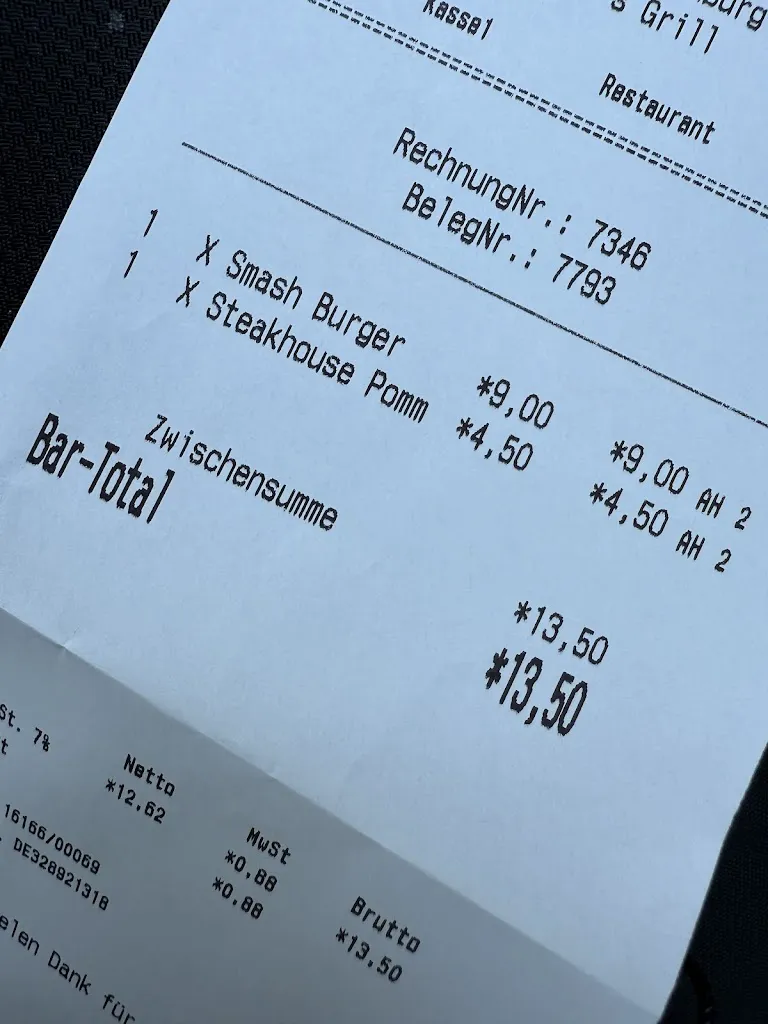 s Grill
Kasse1
Restaurant
RechnungNr.: 7346
BelegNr.: 7793
1 X Smash Burger *9,00 *9,00 AH 2
1 X Steakhouse Pomm *4,50 *4,50 AH 2
Zwischensumme *13,50
Bar-Total *13,50
St. 7%
Netto MwSt Brutto
*12,62 *0,88 *13,50
*0,88
16166/00069
DE328921318
elen Dank für